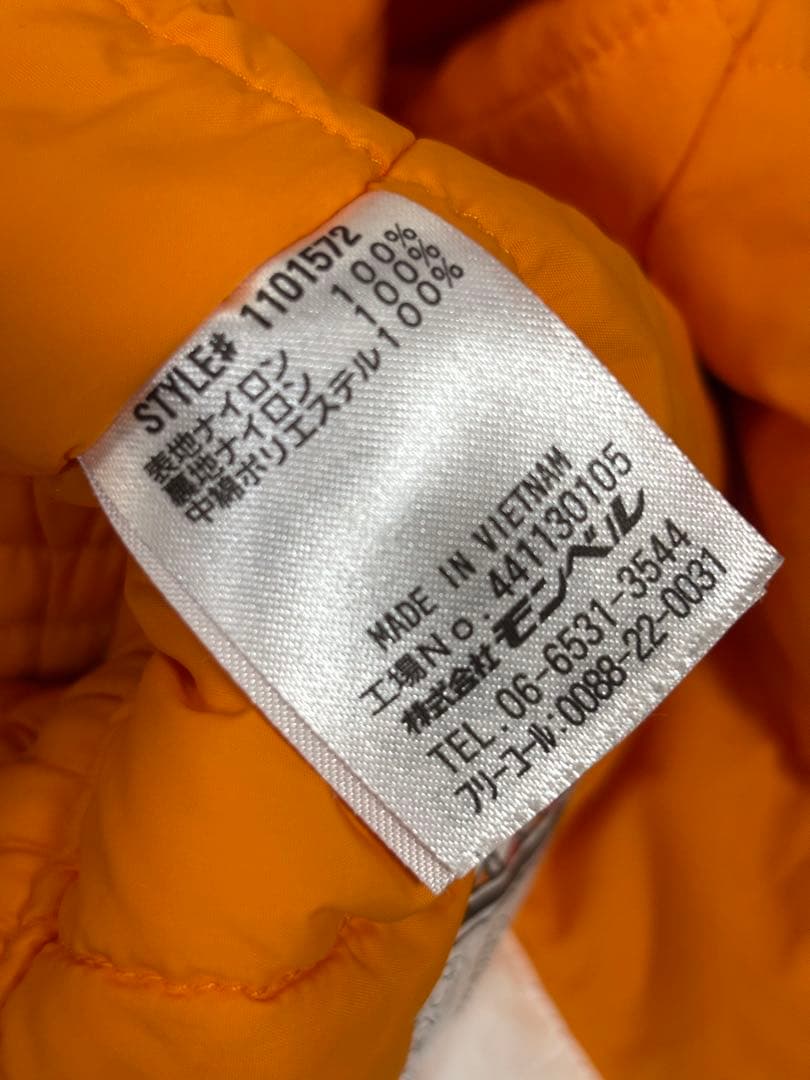 STYLE# 1101572
表地ナイロン 100%
裏地ナイロン 100%
中綿ポリエステル100%
MADE IN VIETNAM
工場No. 441130105
株式会社モンベル
TEL. 06-6531-3544
フリーコール:0088-22-0031